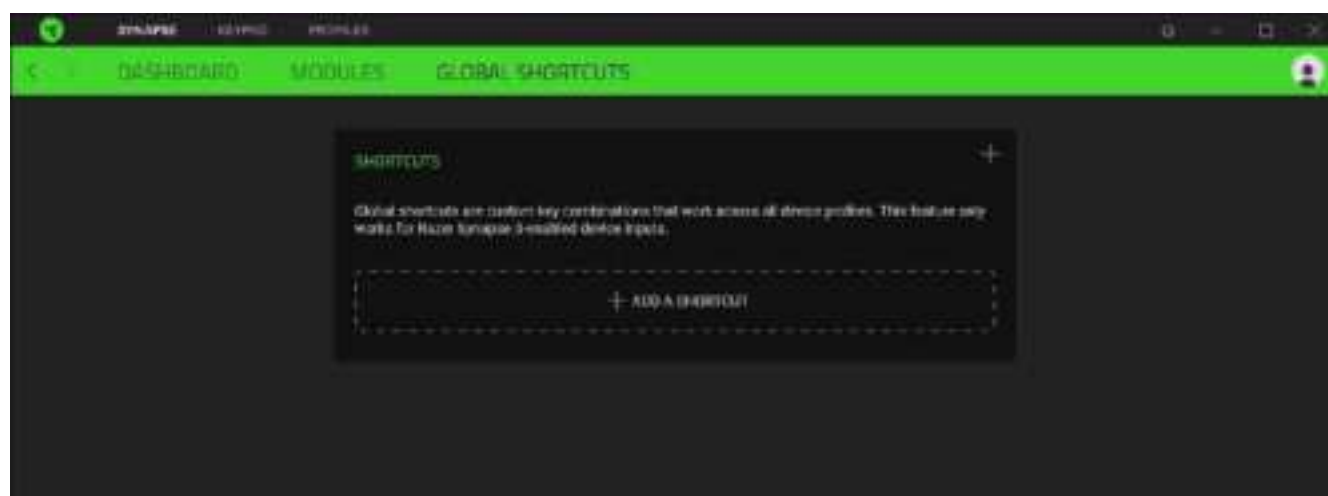 SYNAPSE KEYPAD PROFILES
DASHBOARD MODULES GLOBAL SHORTCUTS
SHORTCUTS
Global shortcuts are custom key combinations that work across all device profiles. This feature only
works for Razer Synapse 3-enabled device inputs.
ADD A SHORTCUT